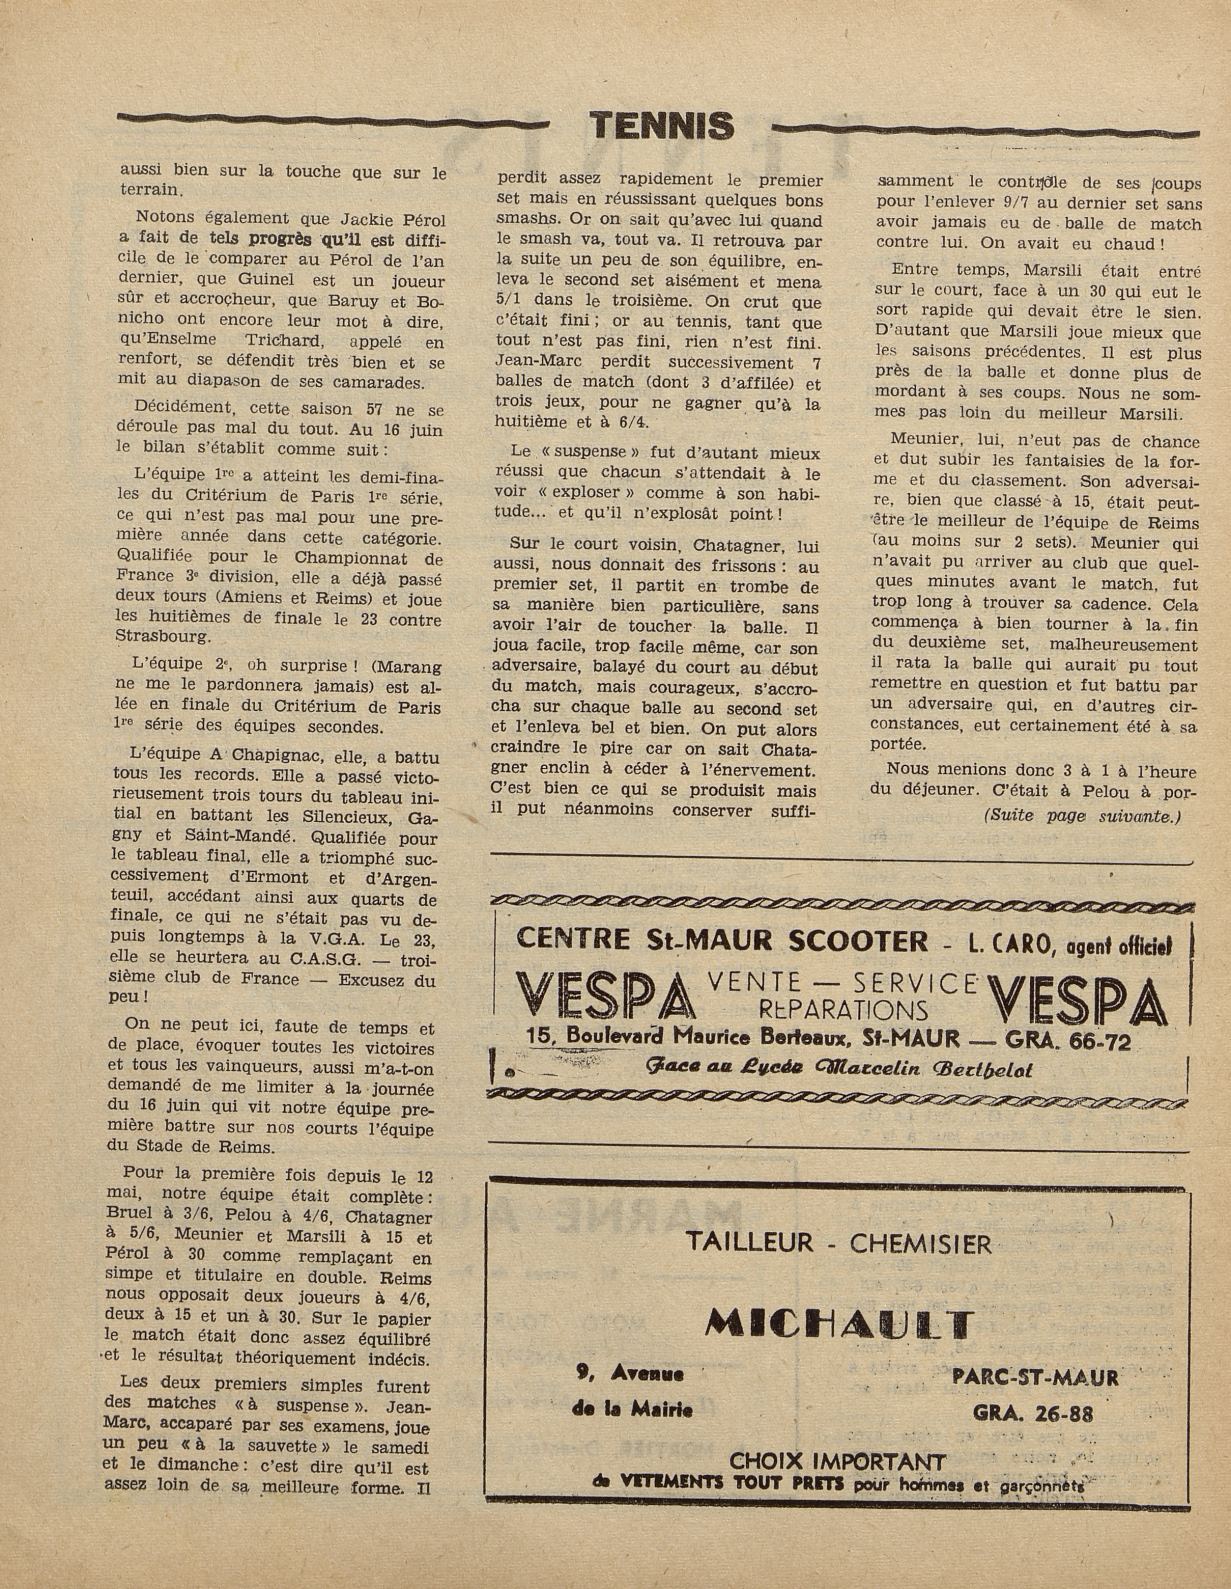 TENNIS
aussi bien sur la touche que sur le
terrain.
Notons également que Jackie Pérol
a fait de tels progrès qu'il est diffi-
cile de le comparer au Pérol de l'an
dernier, que Guinel est un joueur
sûr et accrocheur, que Baruy et Bo-
nicho ont encore leur mot à dire,
qu'Enselme Trichard, appelé en
renfort, se défendit très bien et se
mit au diapason de ses camarades.
Décidément, cette saison 57 ne se
déroule pas mal du tout. Au 16 juin
le bilan s'établit comme suit :
L'équipe 1re a atteint les demi-fina-
les du Critérium de Paris 1re série,
ce qui n'est pas mal pour une pre-
mière année dans cette catégorie.
Qualifiée pour le Championnat de
France 3e division, elle a déjà passé
deux tours (Amiens et Reims) et joue
les huitièmes de finale le 23 contre
Strasbourg.
L'équipe 2e, oh surprise ! (Marang
ne me le pardonnera jamais) est al-
lée en finale du Critérium de Paris
1re série des équipes secondes.
L'équipe A Chapignac, elle, a battu
tous les records. Elle a passé victo-
rieusement trois tours du tableau ini-
tial en battant les Silencieux, Ga-
gny et Saint-Mandé. Qualifiée pour
le tableau final, elle a triomphé suc-
cessivement d'Ermont et d'Argen-
teuil, accédant ainsi aux quarts de
finale, ce qui ne s'était pas vu de-
puis longtemps à la V.G.A. Le 23,
elle se heurtera au C.A.S.G. — troi-
sième club de France — Excusez du
peu !
On ne peut ici, faute de temps et
de place, évoquer toutes les victoires
et tous les vainqueurs, aussi m'a-t-on
demandé de me limiter à la journée
du 16 juin qui vit notre équipe pre-
mière battre sur nos courts l'équipe
du Stade de Reims.
Pour la première fois depuis le 12
mai, notre équipe était complète :
Bruel à 3/6, Pelou à 4/6, Chatagner
à 5/6, Meunier et Marsili à 15 et
Pérol à 30 comme remplaçant en
simpe et titulaire en double. Reims
nous opposait deux joueurs à 4/6,
deux à 15 et un à 30. Sur le papier
le match était donc assez équilibré
et le résultat théoriquement indécis.
Les deux premiers simples furent
des matches « à suspense ». Jean-
Marc, accaparé par ses examens, joue
un peu « à la sauvette » le samedi
et le dimanche : c'est dire qu'il est
assez loin de sa meilleure forme. Il
perdit assez rapidement le premier
set mais en réussissant quelques bons
smashs. Or on sait qu'avec lui quand
le smash va, tout va. Il retrouva par
la suite un peu de son équilibre, en-
leva le second set aisément et mena
5/1 dans le troisième. On crut que
c'était fini ; or au tennis, tant que
tout n'est pas fini, rien n'est fini.
Jean-Marc perdit successivement 7
balles de match (dont 3 d'affilée) et
trois jeux, pour ne gagner qu'à la
huitième et à 6/4.
Le « suspense » fut d'autant mieux
réussi que chacun s'attendait à le
voir « exploser » comme à son habi-
tude... et qu'il n'explosât point !
Sur le court voisin, Chatagner, lui
aussi, nous donnait des frissons : au
premier set, il partit en trombe de
sa manière bien particulière, sans
avoir l'air de toucher la balle. Il
joua facile, trop facile même, car son
adversaire, balayé du court au début
du match, mais courageux, s'accro-
cha sur chaque balle au second set
et l'enleva bel et bien. On put alors
craindre le pire car on sait Chata-
gner enclin à céder à l'énervement.
C'est bien ce qui se produisit mais
il put néanmoins conserver suffi-
samment le contrôle de ses coups
pour l'enlever 9/7 au dernier set sans
avoir jamais eu de balle de match
contre lui. On avait eu chaud !
Entre temps, Marsili était entré
sur le court, face à un 30 qui eut le
sort rapide qui devait être le sien.
D'autant que Marsili joue mieux que
les saisons précédentes. Il est plus
près de la balle et donne plus de
mordant à ses coups. Nous ne som-
mes pas loin du meilleur Marsili.
Meunier, lui, n'eut pas de chance
et dut subir les fantaisies de la for-
me et du classement. Son adversai-
re, bien que classé à 15, était peut-
être le meilleur de l'équipe de Reims
(au moins sur 2 sets). Meunier qui
n'avait pu arriver au club que quel-
ques minutes avant le match, fut
trop long à trouver sa cadence. Cela
commença à bien tourner à la fin
du deuxième set, malheureusement
il rata la balle qui aurait pu tout
remettre en question et fut battu par
un adversaire qui, en d'autres cir-
constances, eut certainement été à sa
portée.
Nous menions donc 3 à 1 à l'heure
du déjeuner. C'était à Pelou à por-
(Suite page suivante.)
CENTRE St-MAUR SCOOTER - L. CARO, agent officiel
VESPA VENTE — SERVICE VESPA
REPARATIONS
15, Boulevard Maurice Berteaux, St-MAUR — GRA. 66-72
Face au Lycée Marcelin Berthelot
TAILLEUR - CHEMISIER
MICHAULT
9, Avenue PARC-ST-MAUR
de la Mairie GRA. 26-88
CHOIX IMPORTANT
de VETEMENTS TOUT PRETS pour hommes et garçonnets